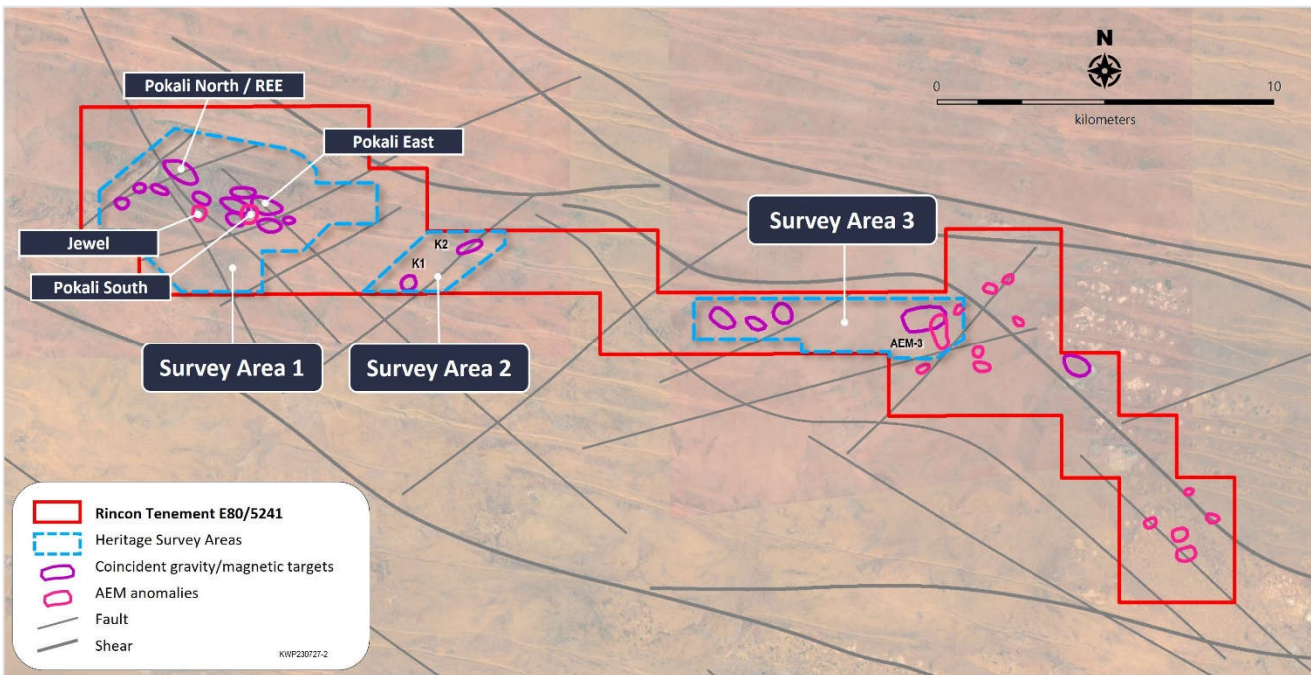 N
0
10
kilometers
Pokali North / REE
Pokali East
Jewel
Pokali South
Survey Area 1
K2
K1
Survey Area 2
Survey Area 3
AEM-3
Rincon Tenement E80/5241
Heritage Survey Areas
Coincident gravity/magnetic targets
AEM anomalies
Fault
Shear
KWP230727-2